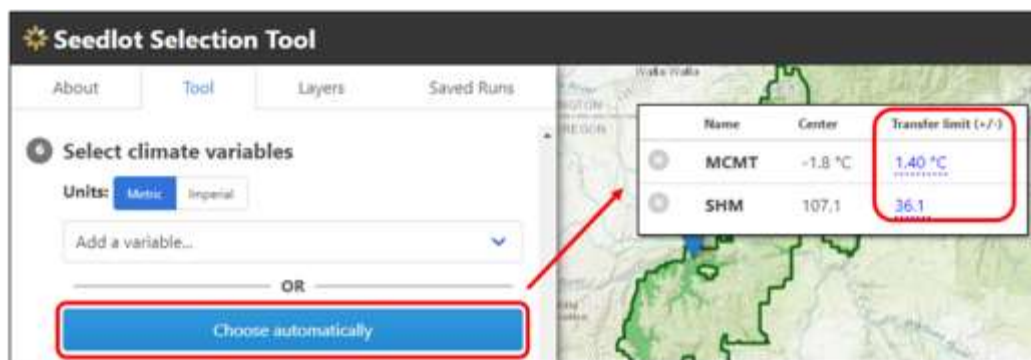 Seedlot Selection Tool
About Tool Layers Saved Runs
Select climate variables
Units: Metric Imperial
Add a variable...
OR
Choose automatically
Walla Walla
OREGON
Name Center Transfer limit (+/-)
MCMT -1.8 °C 1.40 °C
SHM 107.1 36.1